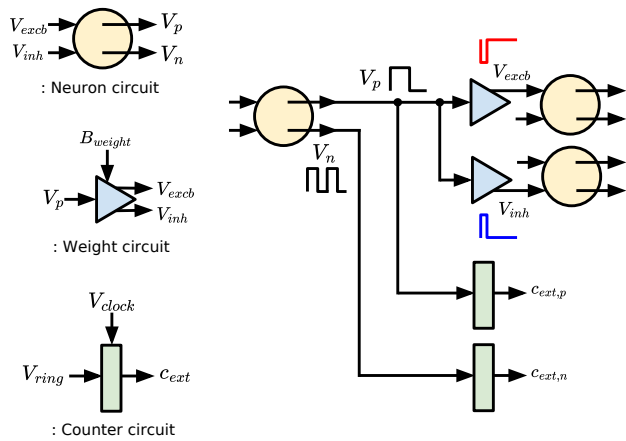 V_excb
V_p
V_inh
V_n
: Neuron circuit
B_weight
V_p
V_excb
V_inh
: Weight circuit
V_clock
V_ring
c_ext
: Counter circuit
V_p
V_excb
V_n
V_inh
c_ext,p
c_ext,n